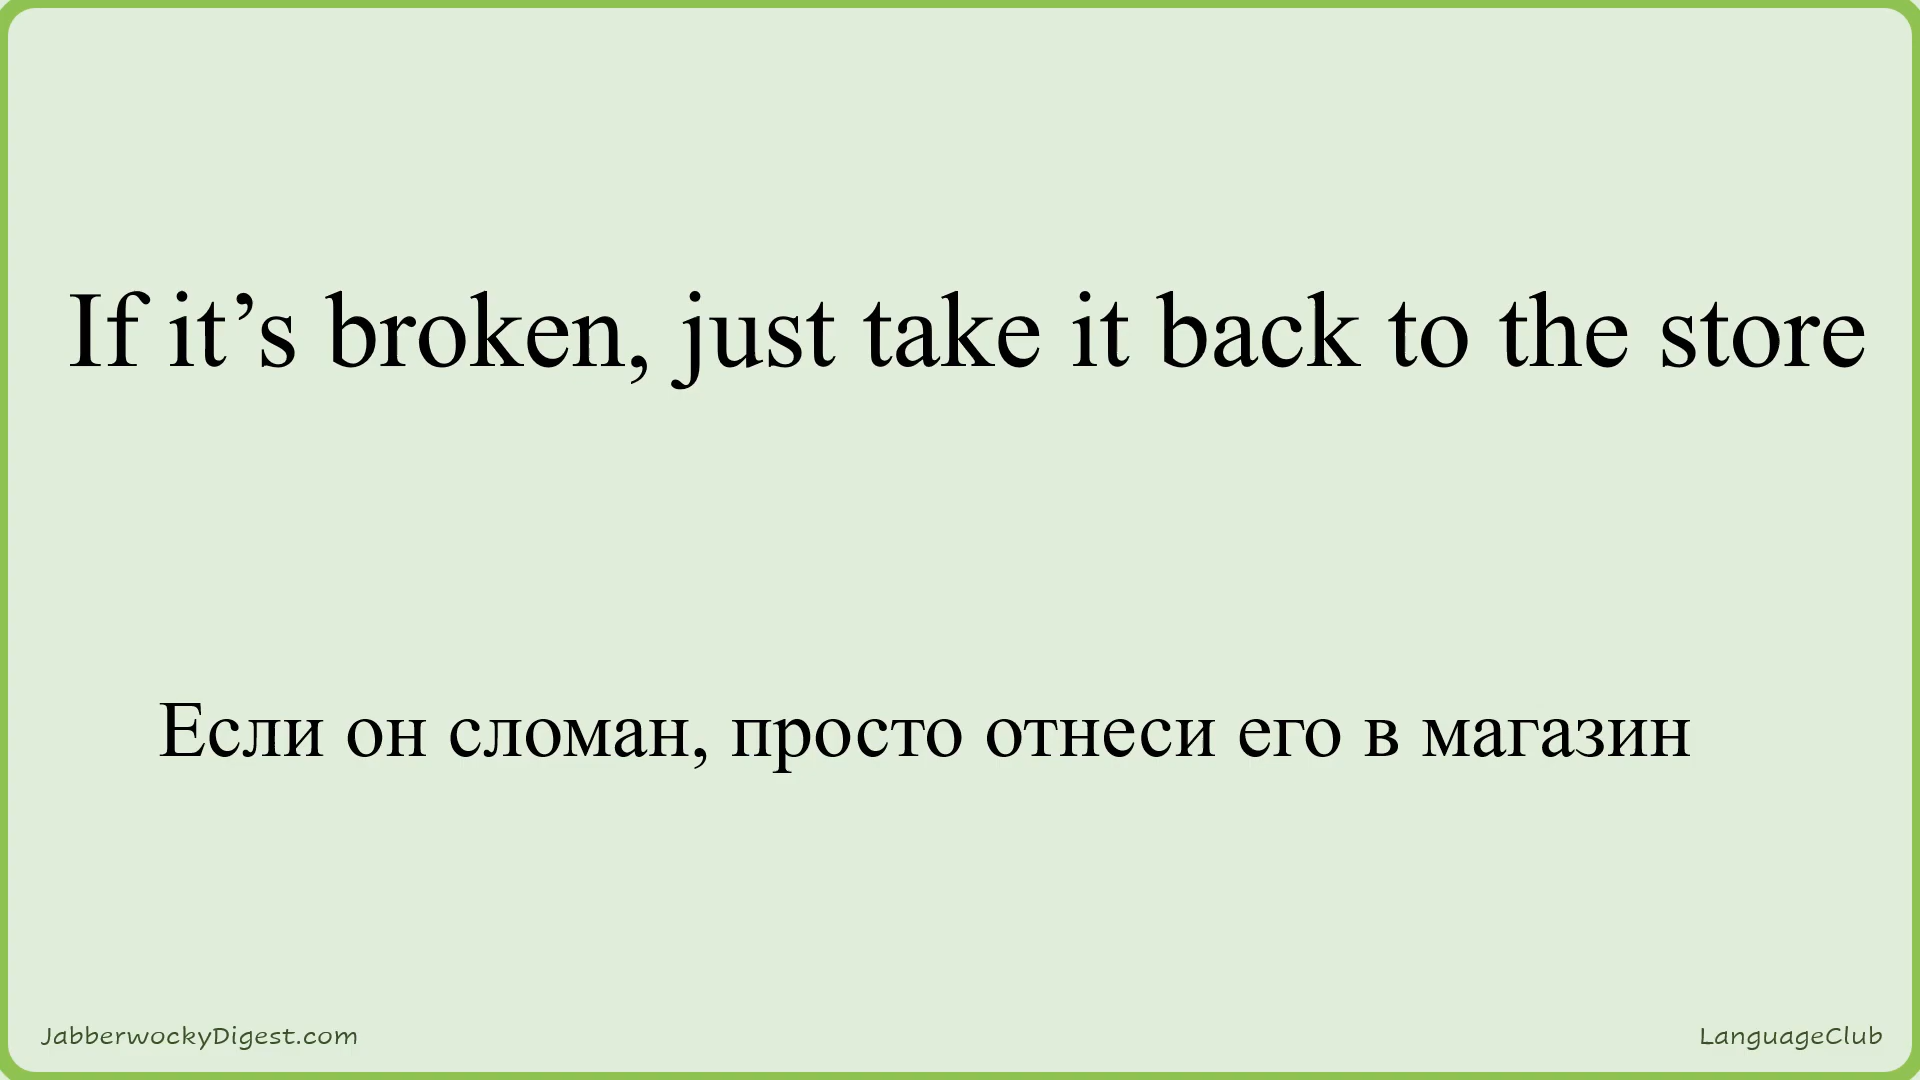 If it’s broken, just take it back to the store
Если он сломан, просто отнеси его в магазин
JabberwockyDigest.com
LanguageClub